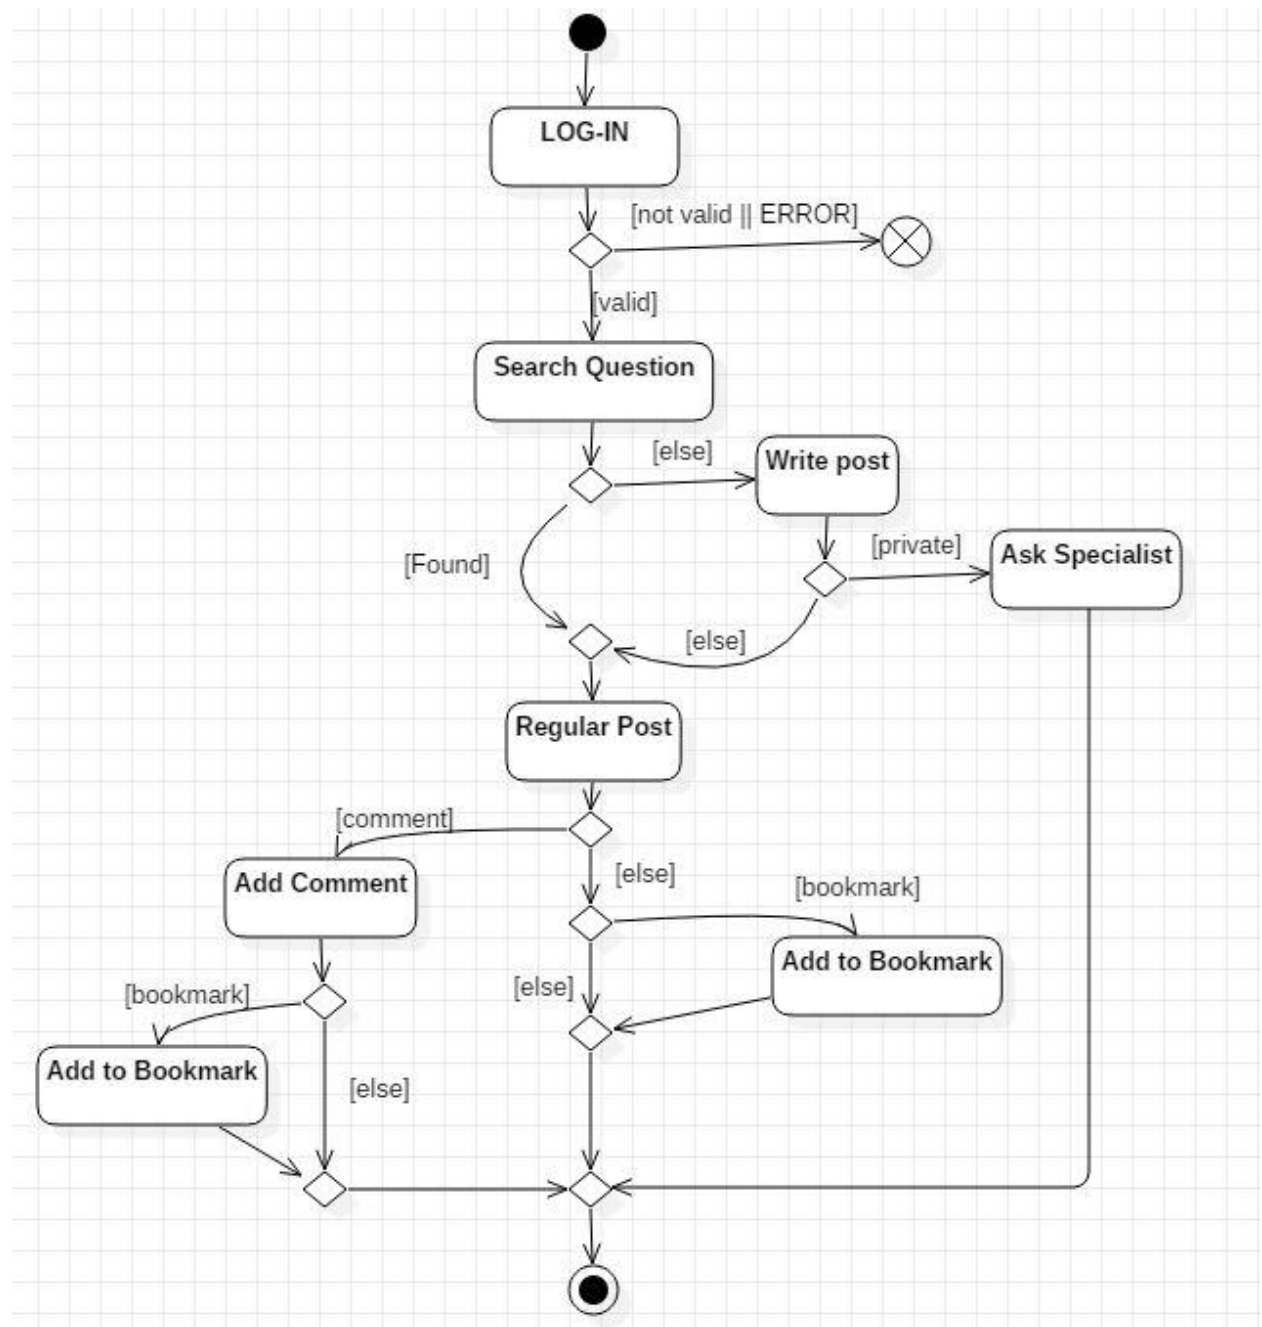 LOG-IN
[not valid || ERROR]
[valid]
Search Question
[else]
Write post
[Found]
[private]
Ask Specialist
[else]
Regular Post
[comment]
Add Comment
[else]
[bookmark]
Add to Bookmark
[else]
[bookmark]
Add to Bookmark
[else]